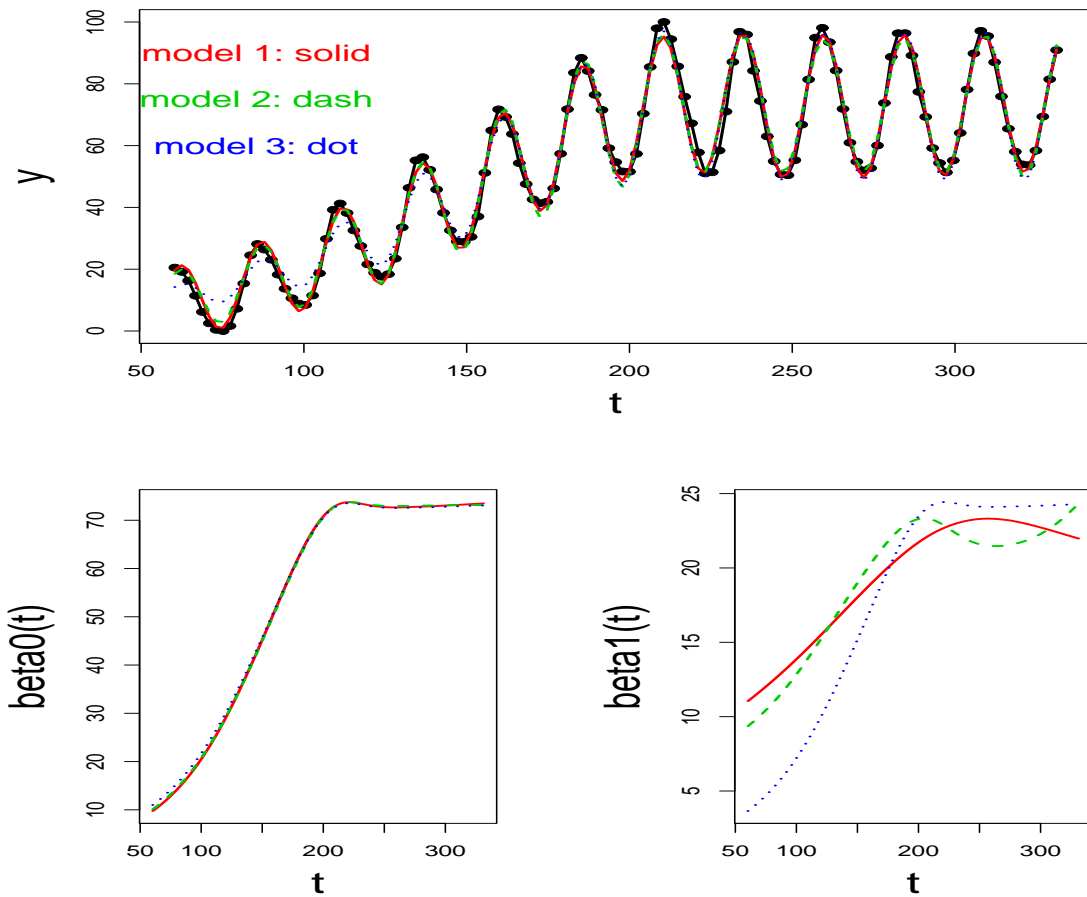 model 1: solid
model 2: dash
model 3: dot
y
0 20 40 60 80 100
50 100 150 200 250 300
t
beta0(t)
10 20 30 40 50 60 70
50 100 200 300
t
beta1(t)
5 10 15 20 25
50 100 200 300
t